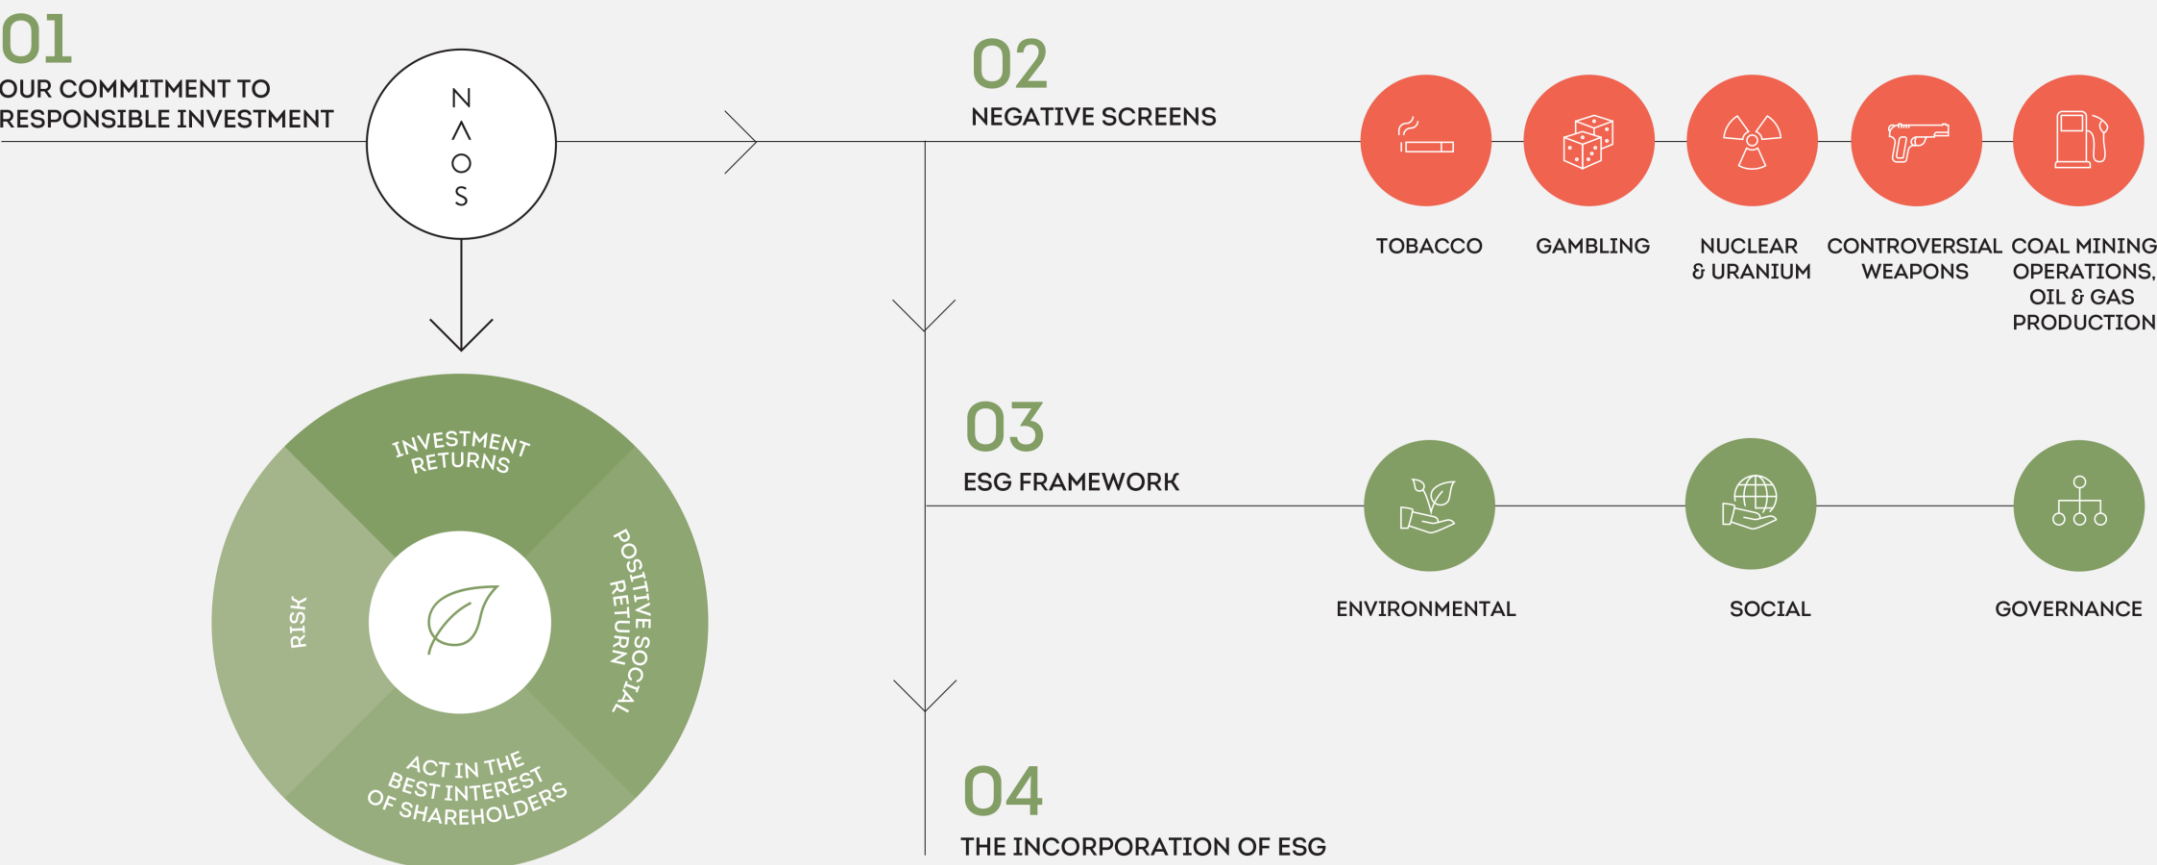 01
OUR COMMITMENT TO
RESPONSIBLE INVESTMENT
N
Λ
O
S
INVESTMENT
RETURNS
POSITIVE SOCIAL
RETURN
ACT IN THE
BEST INTEREST
OF SHAREHOLDERS
RISK
02
NEGATIVE SCREENS
TOBACCO
GAMBLING
NUCLEAR
& URANIUM
CONTROVERSIAL
WEAPONS
COAL MINING
OPERATIONS,
OIL & GAS
PRODUCTION
03
ESG FRAMEWORK
ENVIRONMENTAL
SOCIAL
GOVERNANCE
04
THE INCORPORATION OF ESG